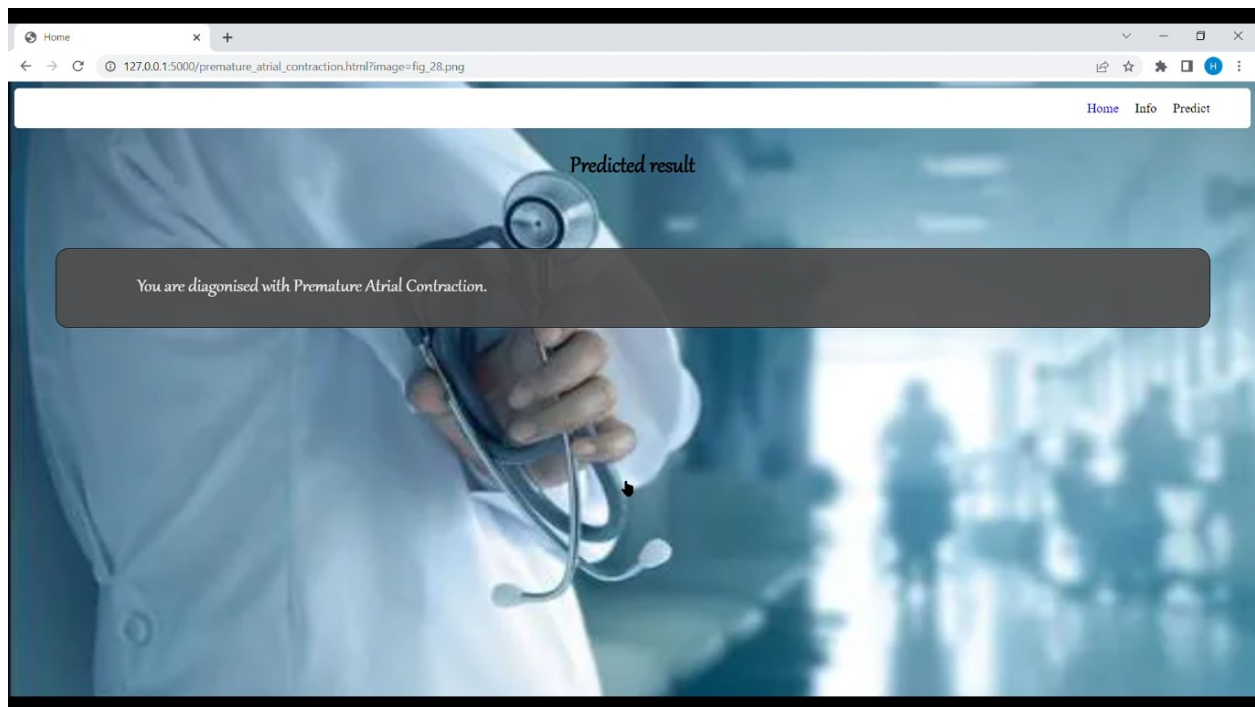 Home
127.0.0.1:5000/premature_atrial_contraction.html?image=fig_28.png
H
Home Info Predict
Predicted result
You are diagonised with Premature Atrial Contraction.